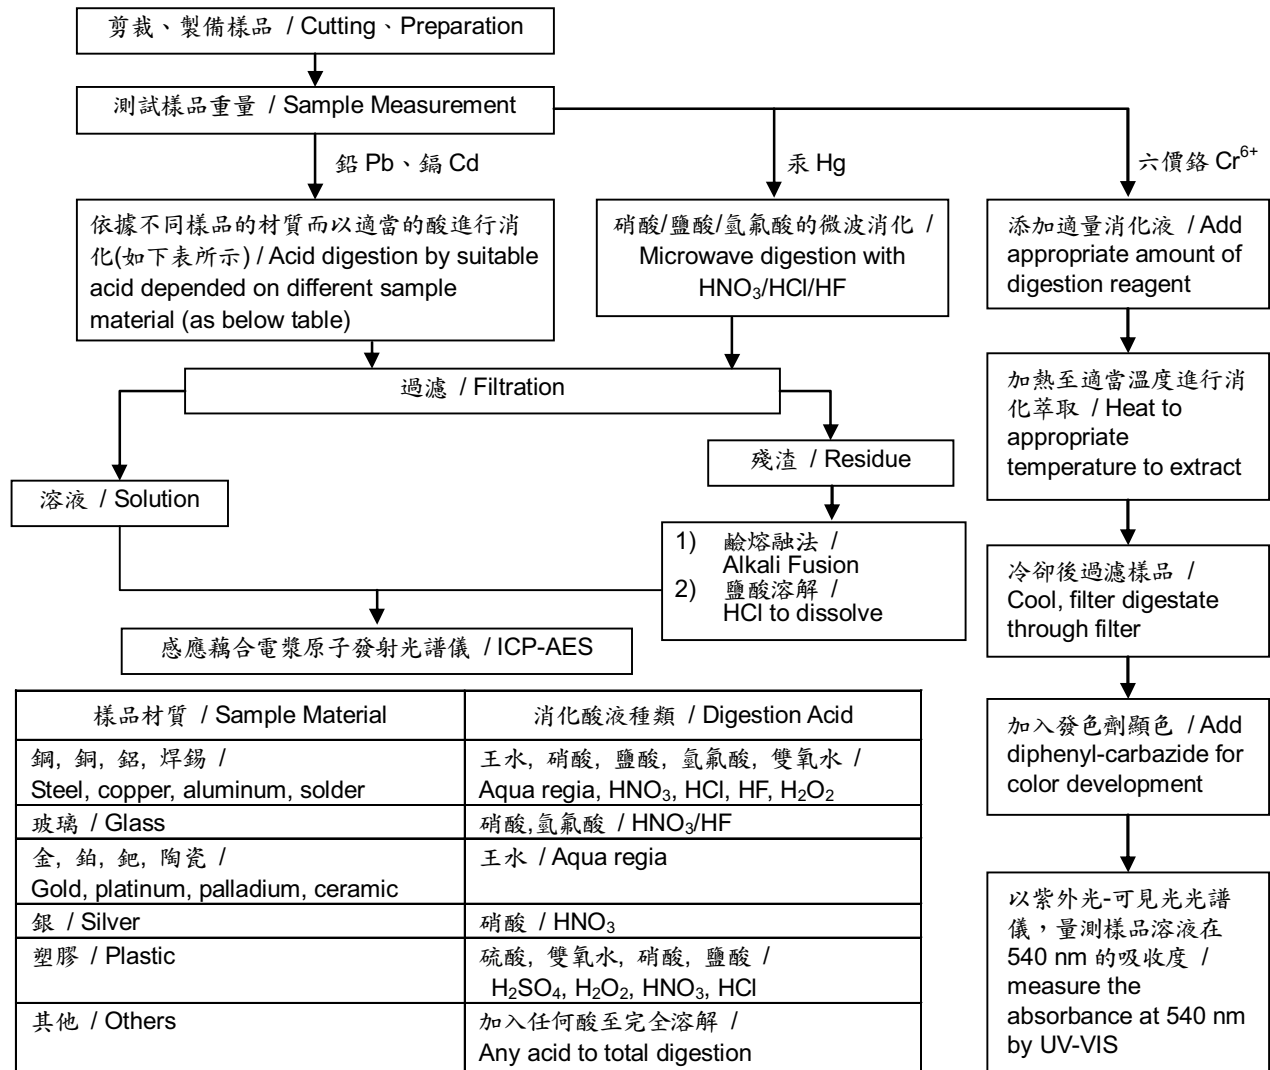 剪裁、製備樣品 / Cutting、Preparation
測試樣品重量 / Sample Measurement
鉛 Pb、鎘 Cd
汞 Hg
六價鉻 Cr⁶⁺
依據不同樣品的材質而以適當的酸進行消
化(如下表所示) / Acid digestion by suitable
acid depended on different sample
material (as below table)
硝酸/鹽酸/氫氟酸的微波消化 /
Microwave digestion with
HNO₃/HCl/HF
添加適量消化液 / Add
appropriate amount of
digestion reagent
過濾 / Filtration
加熱至適當溫度進行消
化萃取 / Heat to
appropriate
temperature to extract
溶液 / Solution
殘渣 / Residue
1) 鹼熔融法 /
Alkali Fusion
2) 鹽酸溶解 /
HCl to dissolve
冷卻後過濾樣品 /
Cool, filter digestate
through filter
感應藕合電漿原子發射光譜儀 / ICP-AES
加入發色劑顯色 / Add
diphenyl-carbazide for
color development
以紫外光-可見光光譜
儀，量測樣品溶液在
540 nm 的吸收度 /
measure the
absorbance at 540 nm
by UV-VIS
樣品材質 / Sample Material
消化酸液種類 / Digestion Acid
鋼, 銅, 鋁, 焊錫 /
Steel, copper, aluminum, solder
王水, 硝酸, 鹽酸, 氫氟酸, 雙氧水 /
Aqua regia, HNO₃, HCl, HF, H₂O₂
玻璃 / Glass
硝酸,氫氟酸 / HNO₃/HF
金, 鉑, 鈀, 陶瓷 /
Gold, platinum, palladium, ceramic
王水 / Aqua regia
銀 / Silver
硝酸 / HNO₃
塑膠 / Plastic
硫酸, 雙氧水, 硝酸, 鹽酸 /
H₂SO₄, H₂O₂, HNO₃, HCl
其他 / Others
加入任何酸至完全溶解 /
Any acid to total digestion